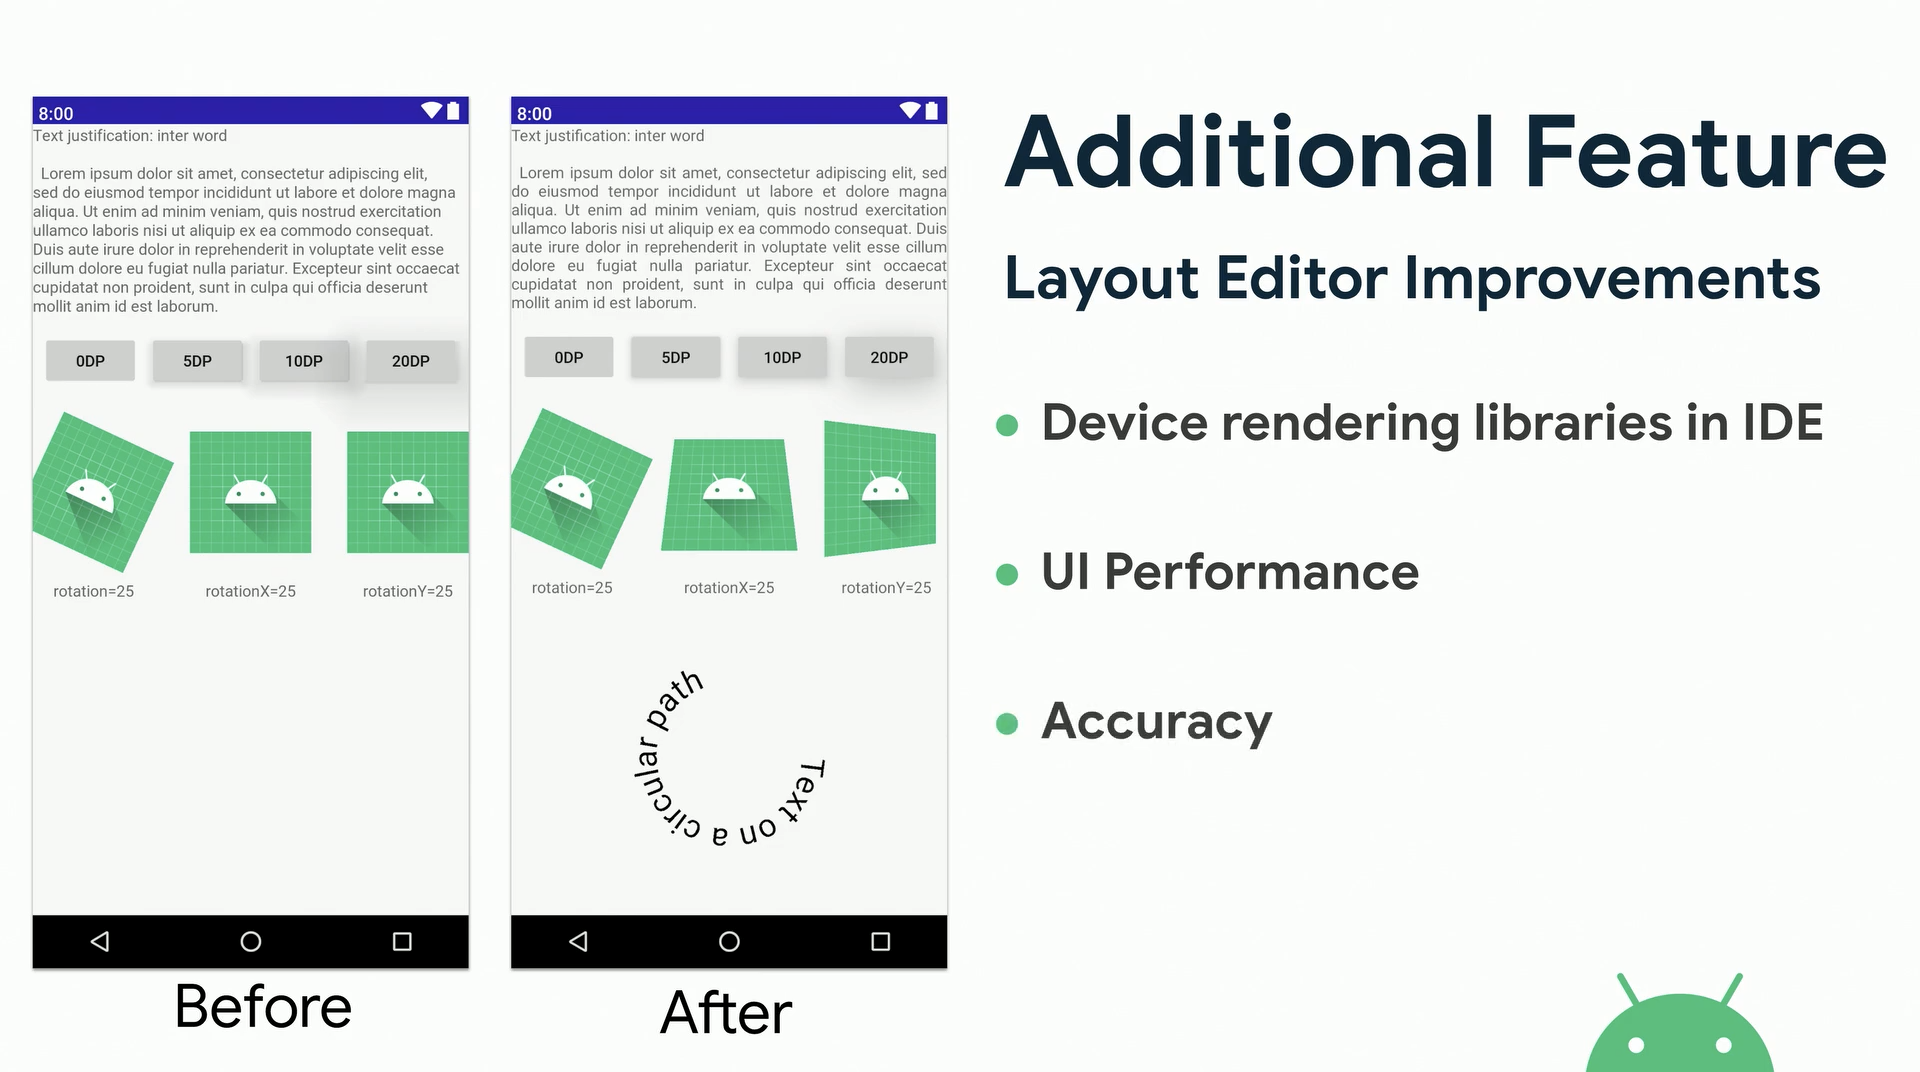 8:00
Text justification: inter word
Lorem ipsum dolor sit amet, consectetur adipiscing elit,
sed do eiusmod tempor incididunt ut labore et dolore magna
aliqua. Ut enim ad minim veniam, quis nostrud exercitation
ullamco laboris nisi ut aliquip ex ea commodo consequat.
Duis aute irure dolor in reprehenderit in voluptate velit esse
cillum dolore eu fugiat nulla pariatur. Excepteur sint occaecat
cupidatat non proident, sunt in culpa qui officia deserunt
mollit anim id est laborum.
0DP 5DP 10DP 20DP
rotation=25 rotationX=25 rotationY=25
Before
8:00
Text justification: inter word
Lorem ipsum dolor sit amet, consectetur adipiscing elit, sed
do eiusmod tempor incididunt ut labore et dolore magna
aliqua. Ut enim ad minim veniam, quis nostrud exercitation
ullamco laboris nisi ut aliquip ex ea commodo consequat. Duis
aute irure dolor in reprehenderit in voluptate velit esse cillum
dolore eu fugiat nulla pariatur. Excepteur sint occaecat
cupidatat non proident, sunt in culpa qui officia deserunt
mollit anim id est laborum.
0DP 5DP 10DP 20DP
rotation=25 rotationX=25 rotationY=25
Text on a circular path
After
Additional Feature
Layout Editor Improvements
Device rendering libraries in IDE
UI Performance
Accuracy